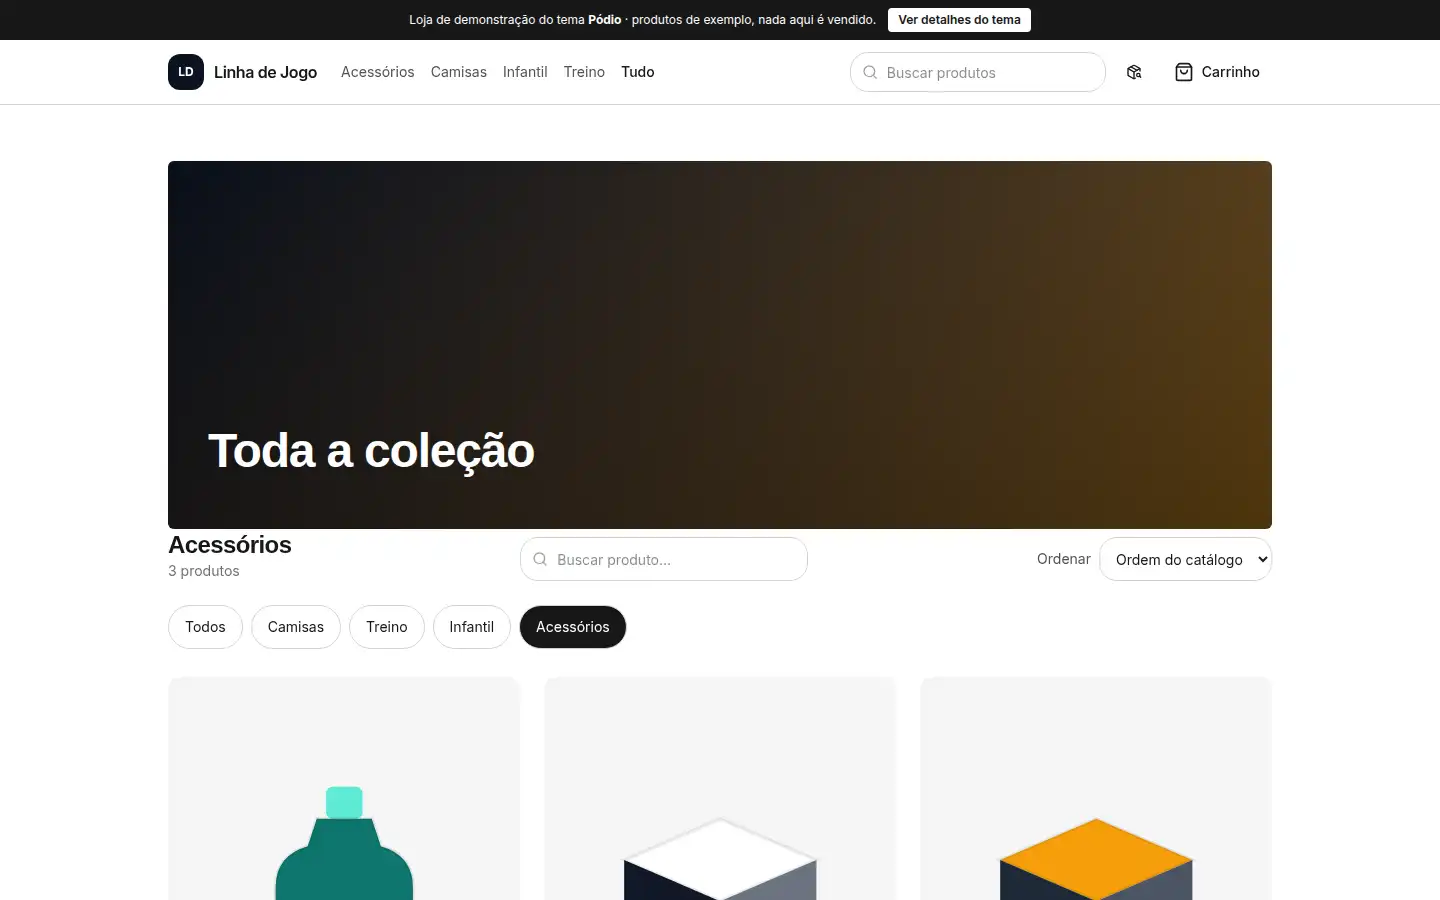 Loja de demonstração do tema Pódio · produtos de exemplo, nada aqui é vendido. Ver detalhes do tema
LD Linha de Jogo Acessórios Camisas Infantil Treino Tudo Buscar produtos Carrinho
Toda a coleção
Acessórios
3 produtos
Buscar produto...
Ordenar Ordem do catálogo
Todos Camisas Treino Infantil Acessórios